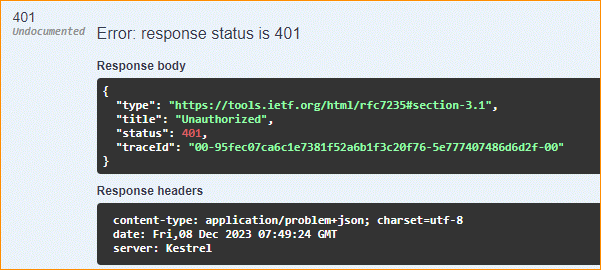 401
Undocumented
Error: response status is 401
Response body
{
"type": "https://tools.ietf.org/html/rfc7235#section-3.1",
"title": "Unauthorized",
"status": 401,
"traceId": "00-95fec07ca6c1e7381f52a6b1f3c20f76-5e777407486d6d2f-00"
}
Response headers
content-type: application/problem+json; charset=utf-8
date: Fri,08 Dec 2023 07:49:24 GMT
server: Kestrel